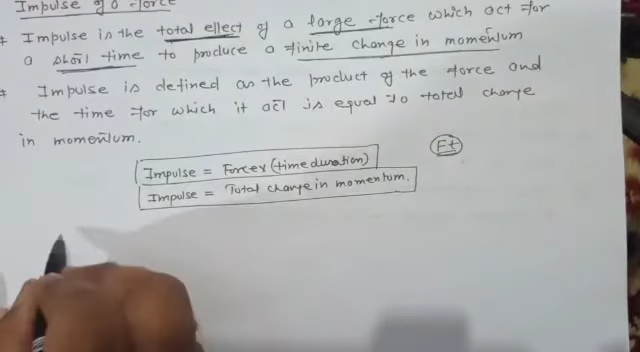 Impulse of a force
* Impulse is the total effect of a large force which act for
a short time to produce a finite change in momentum
* Impulse is defined as the product of the force and
the time for which it act is equal to total change
in momentum.
Impulse = Force x (time duration)
Ft
Impulse = Total change in momentum.